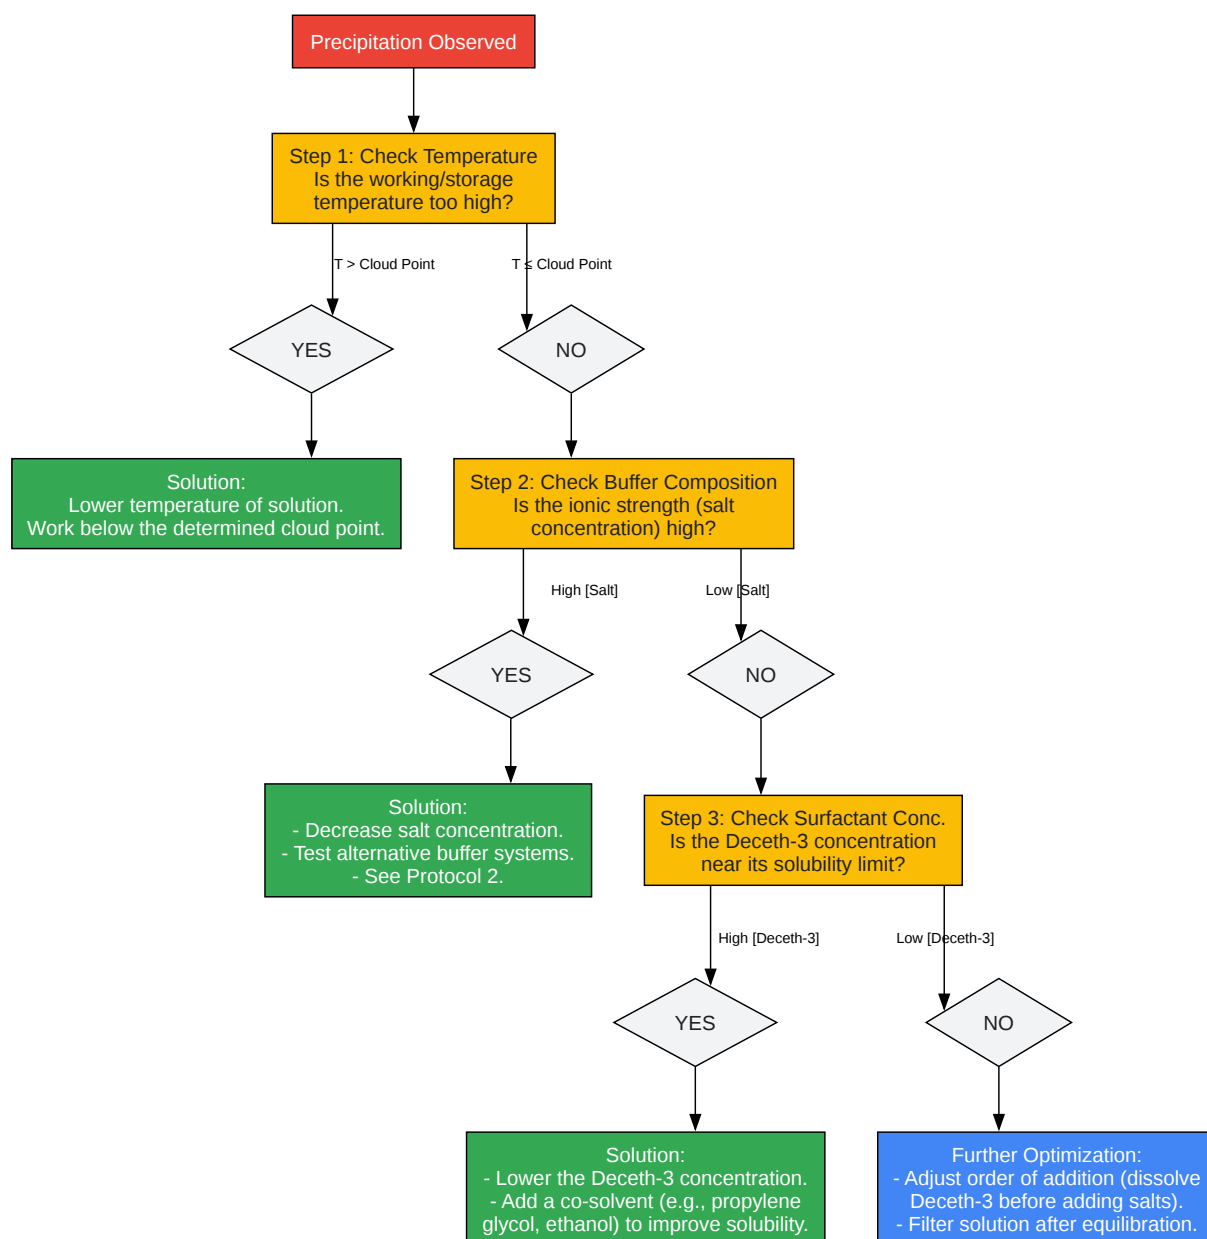 Precipitation Observed
Step 1: Check Temperature
Is the working/storage
temperature too high?
T > Cloud Point
T ≤ Cloud Point
YES
NO
Solution:
Lower temperature of solution.
Work below the determined cloud point.
Step 2: Check Buffer Composition
Is the ionic strength (salt
concentration) high?
High [Salt]
Low [Salt]
YES
NO
Solution:
- Decrease salt concentration.
- Test alternative buffer systems.
- See Protocol 2.
Step 3: Check Surfactant Conc.
Is the Deceth-3 concentration
near its solubility limit?
High [Deceth-3]
Low [Deceth-3]
YES
NO
Solution:
- Lower the Deceth-3 concentration.
- Add a co-solvent (e.g., propylene
glycol, ethanol) to improve solubility.
Further Optimization:
- Adjust order of addition (dissolve
Deceth-3 before adding salts).
- Filter solution after equilibration.